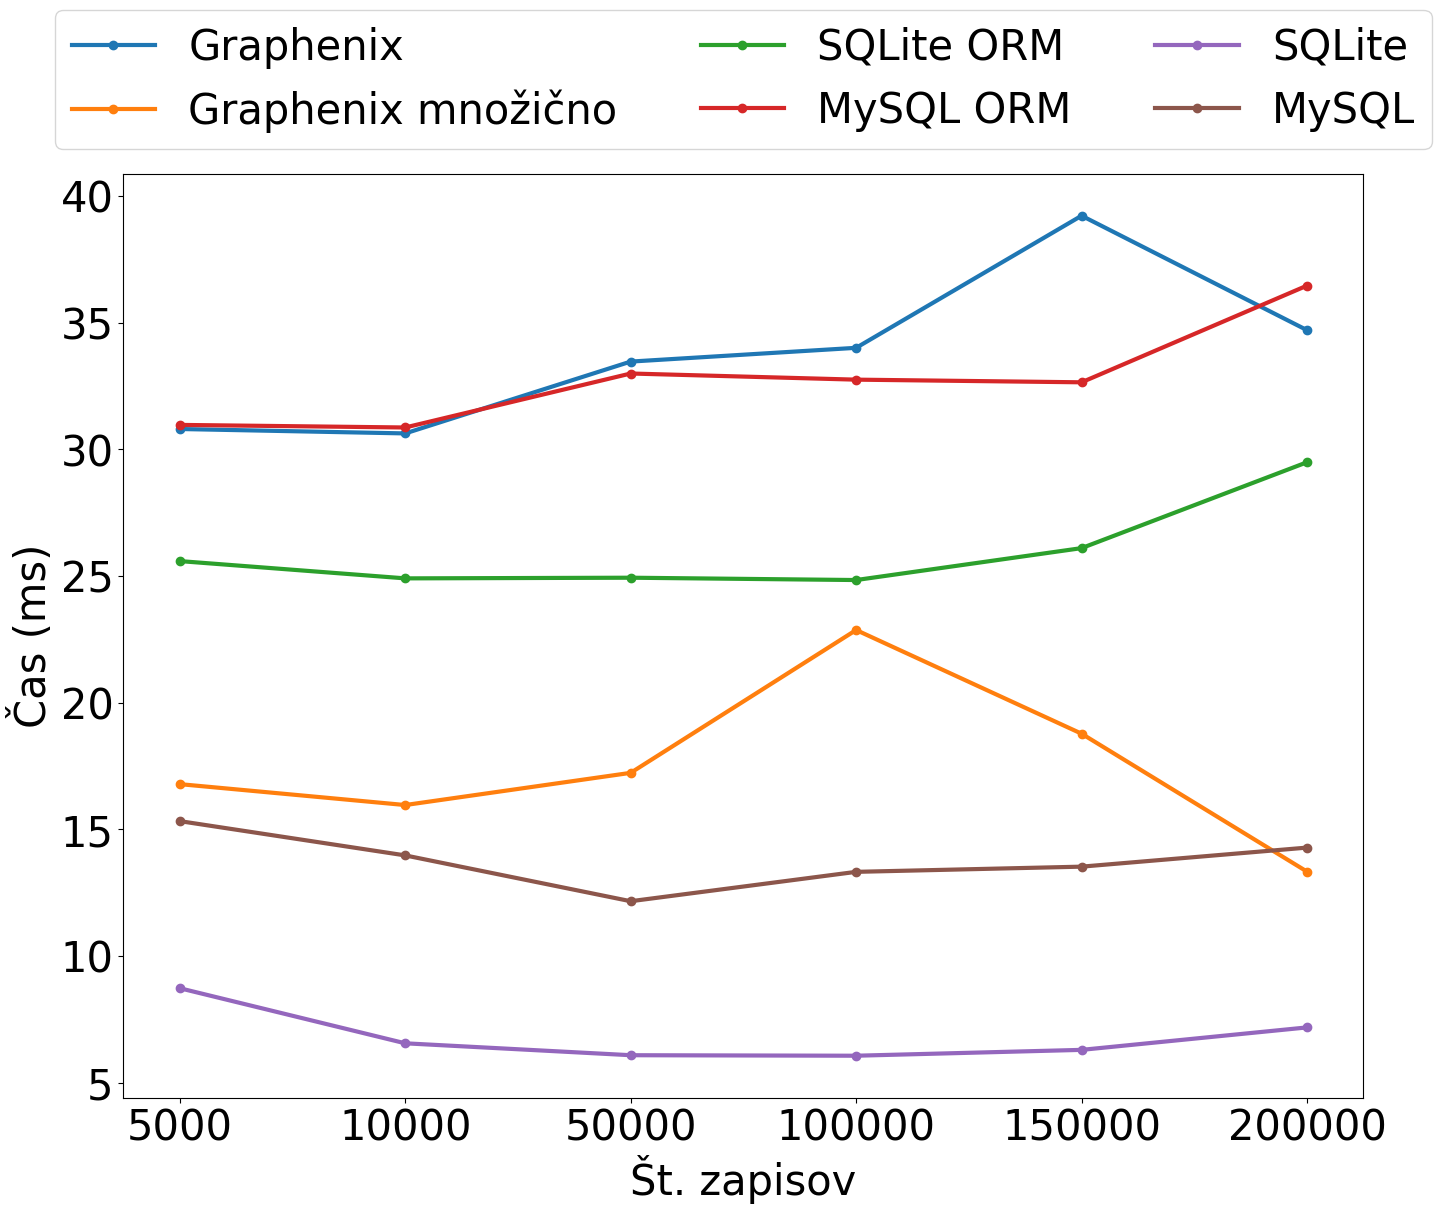 Graphenix
SQLite ORM
SQLite
Graphenix množično
MySQL ORM
MySQL
40
35
30
25
20
15
10
5
Čas (ms)
5000
10000
50000
100000
150000
200000
Št. zapisov